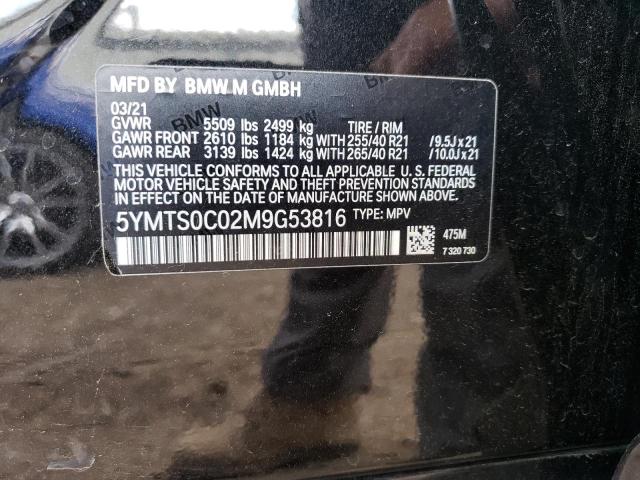 MFD BY BMW M GMBH
03/21
GVWR 5509 lbs 2499 kg TIRE / RIM
GAWR FRONT 2610 lbs 1184 kg WITH 255/40 R21 / 9.5J x 21
GAWR REAR 3139 lbs 1424 kg WITH 265/40 R21 / 10.0J x 21
THIS VEHICLE CONFORMS TO ALL APPLICABLE U. S. FEDERAL
MOTOR VEHICLE SAFETY AND THEFT PREVENTION STANDARDS
IN EFFECT ON THE DATE OF MANUFACTURE SHOWN ABOVE.
5YMTS0C02M9G53816 TYPE: MPV
475M
7 320 730